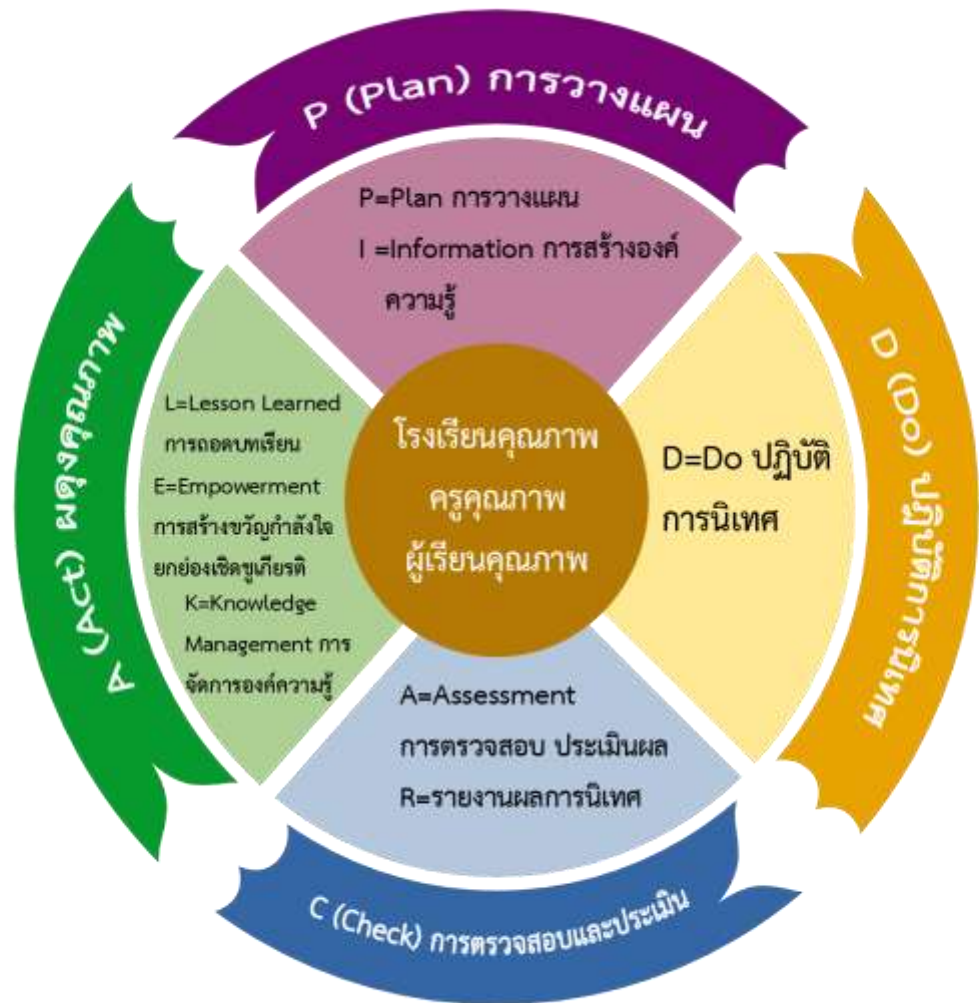 P (Plan) การวางแผน
P=Plan การวางแผน
I =Information การสร้างองค์
ความรู้
D (Do) ปฏิบัติการนิเทศ
D=Do ปฏิบัติ
การนิเทศ
โรงเรียนคุณภาพ
ครูคุณภาพ
ผู้เรียนคุณภาพ
A=Assessment
การตรวจสอบ ประเมินผล
R=รายงานผลการนิเทศ
C (Check) การตรวจสอบและประเมิน
A (Act) ผดุงคุณภาพ
L=Lesson Learned
การถอดบทเรียน
E=Empowerment
การสร้างขวัญกำลังใจ
ยกย่องเชิดชูเกียรติ
K=Knowledge
Management การ
จัดการองค์ความรู้